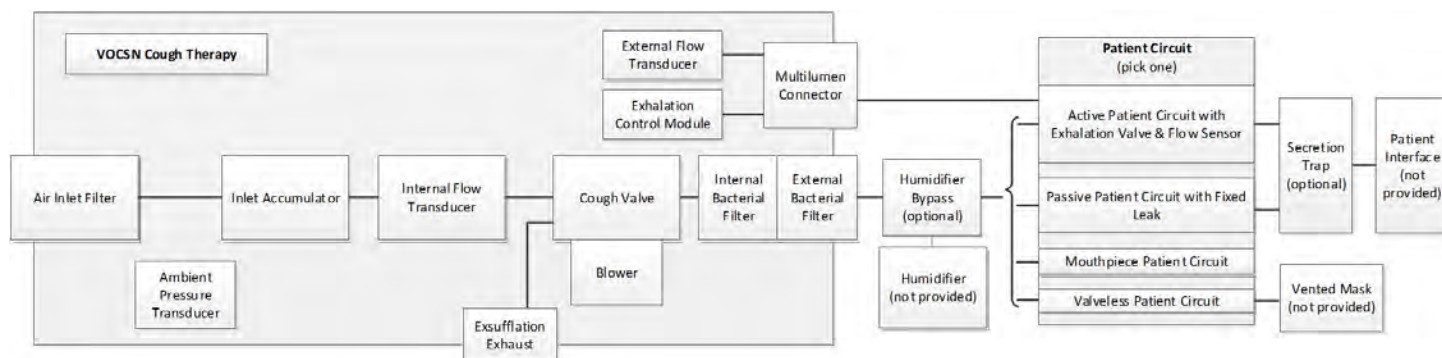 VOCSN Cough Therapy
External Flow
Transducer
Exhalation
Control Module
Multilumen
Connector
Patient Circuit
(pick one)
Active Patient Circuit with
Exhalation Valve & Flow Sensor
Passive Patient Circuit with Fixed
Leak
Mouthpiece Patient Circuit
Valveless Patient Circuit
Secretion
Trap
(optional)
Patient
Interface
(not
provided)
Vented Mask
(not provided)
Air Inlet Filter
Inlet Accumulator
Internal Flow
Transducer
Cough Valve
Blower
Internal
Bacterial
Filter
External
Bacterial
Filter
Humidifier
Bypass
(optional)
Humidifier
(not provided)
Ambient
Pressure
Transducer
Exsufflation
Exhaust